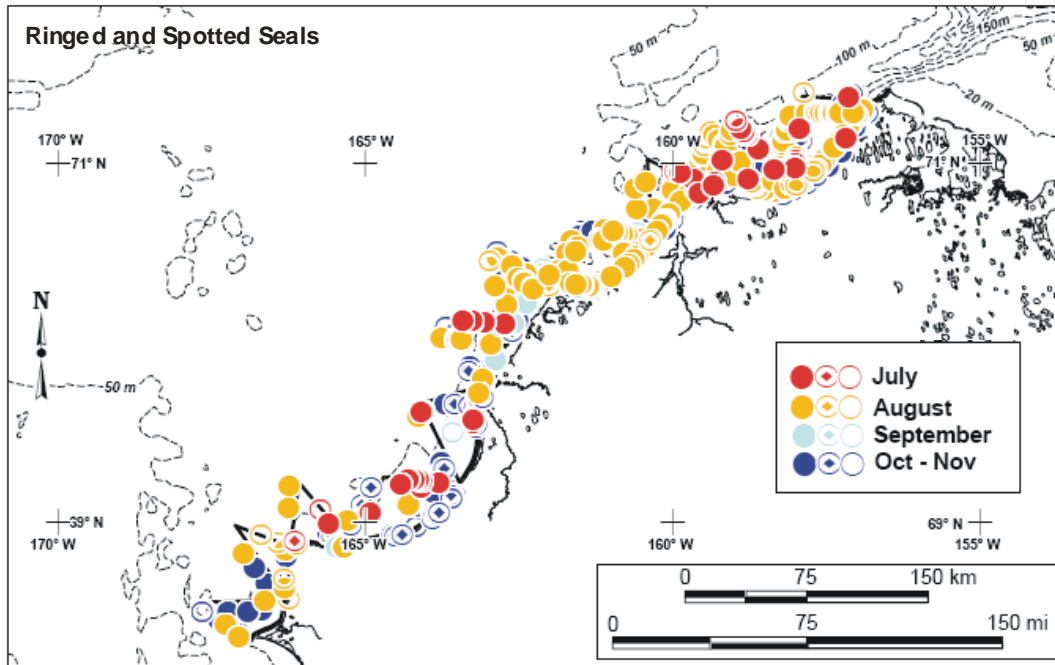 Ringed and Spotted Seals
50 m
100 m
150m
50 m
20 m
170° W
165° W
160° W
155° W
71° N
71° N
N
50 m
July
August
September
Oct - Nov
69° N
69° N
170° W
165° W
160° W
155° W
0 75 150 km
0 75 150 mi